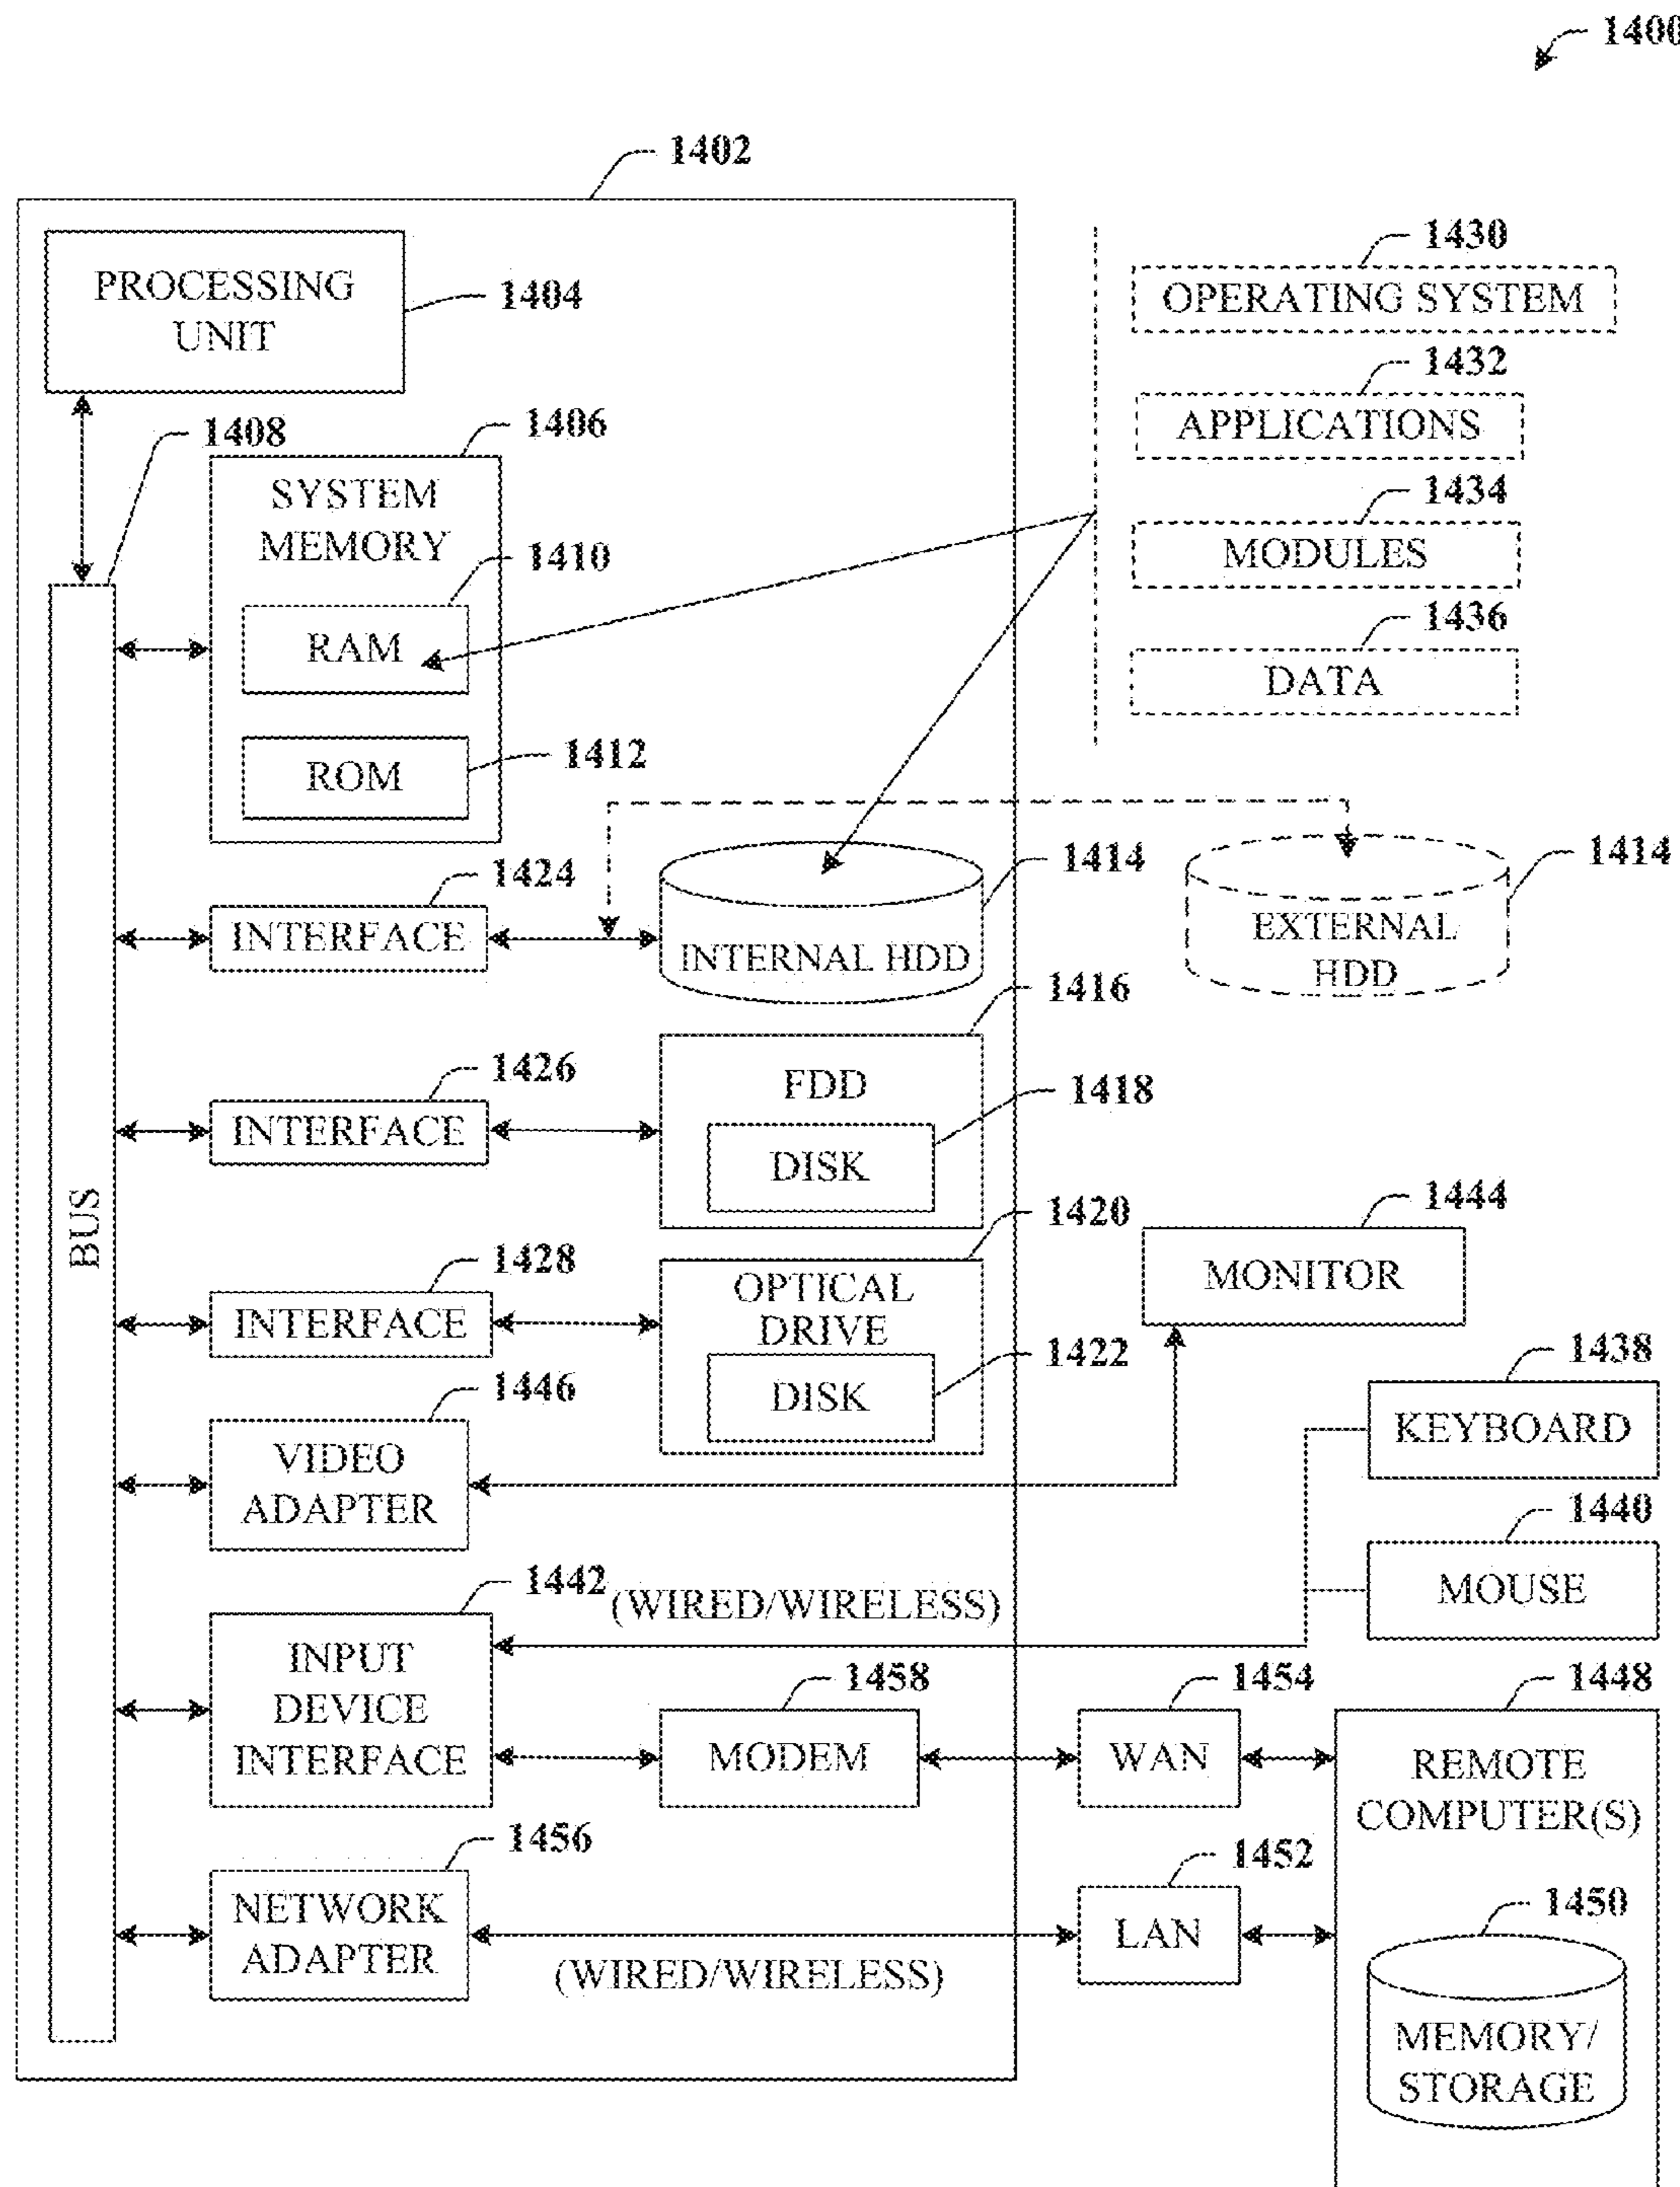 1400
1402
PROCESSING
UNIT
1404
1430
OPERATING SYSTEM
1432
APPLICATIONS
1434
MODULES
1436
DATA
1408
1406
SYSTEM
MEMORY
1410
RAM
1412
ROM
1424
INTERFACE
1414
INTERNAL HDD
1414
EXTERNAL
HDD
1426
INTERFACE
1416
FDD
1418
DISK
BUS
1428
INTERFACE
1420
OPTICAL
DRIVE
1422
DISK
1444
MONITOR
1446
VIDEO
ADAPTER
1438
KEYBOARD
1440
MOUSE
1442
(WIRED/WIRELESS)
INPUT
DEVICE
INTERFACE
1458
MODEM
1454
WAN
1448
REMOTE
COMPUTER(S)
1456
NETWORK
ADAPTER
(WIRED/WIRELESS)
1452
LAN
1450
MEMORY/
STORAGE